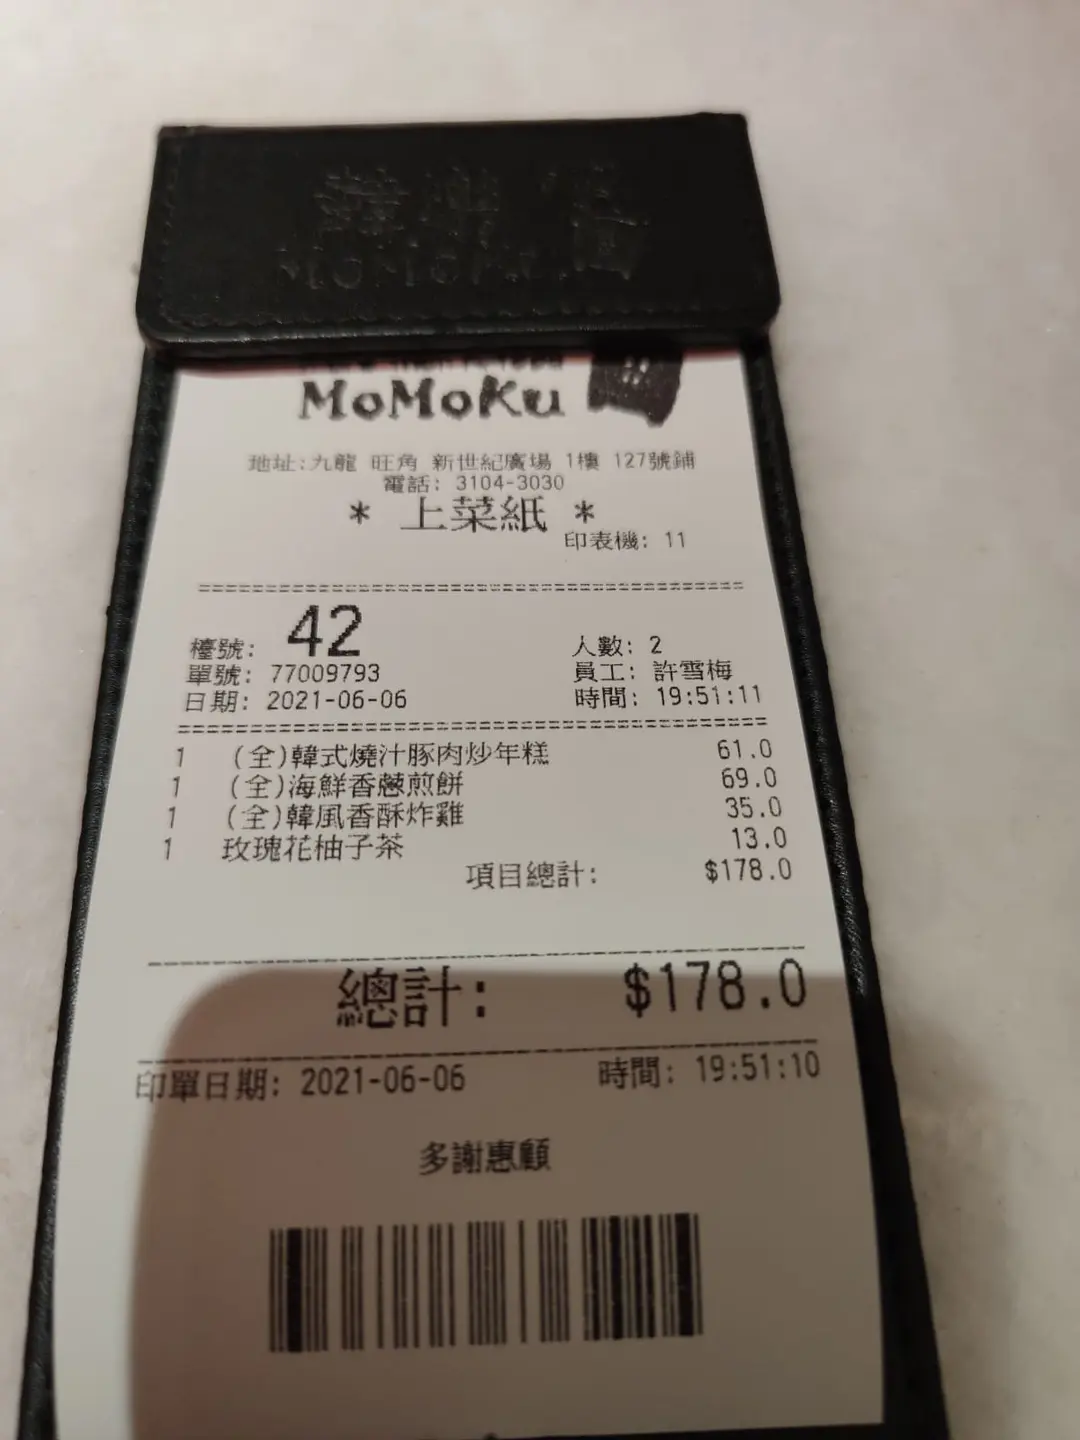 MoMoKu
地址:九龍 旺角 新世紀廣場 1樓 127號鋪
電話: 3104-3030
* 上菜紙 *
印表機: 11
檯號: 42 人數: 2
單號: 77009793 員工: 許雪梅
日期: 2021-06-06 時間: 19:51:11
1 (全)韓式燒汁豚肉炒年糕 61.0
1 (全)海鮮香蔥煎餅 69.0
1 (全)韓風香酥炸雞 35.0
1 玫瑰花柚子茶 13.0
項目總計: $178.0
總計: $178.0
印單日期: 2021-06-06 時間: 19:51:10
多謝惠顧